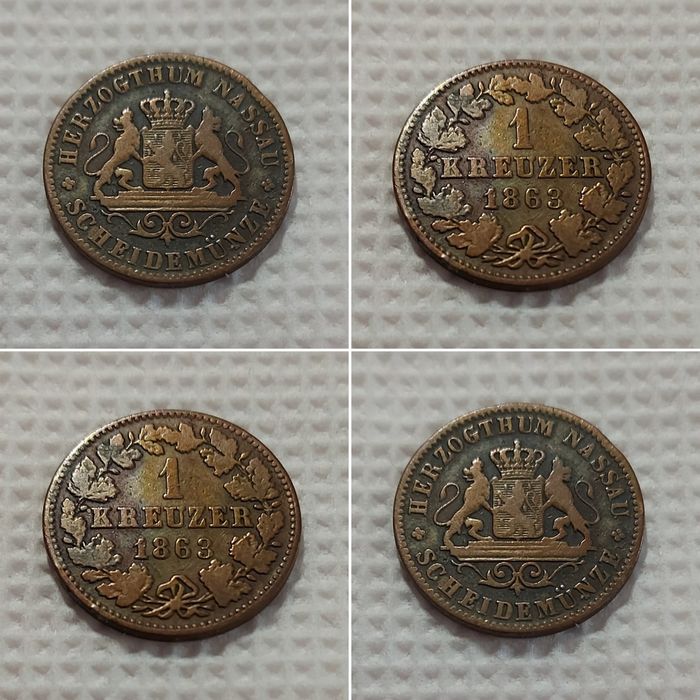 HERZOGTHUM NASSAU
SCHEIDEMÜNZE
1
KREUZER
1863
1
KREUZER
1863
HERZOGTHUM NASSAU
SCHEIDEMÜNZE